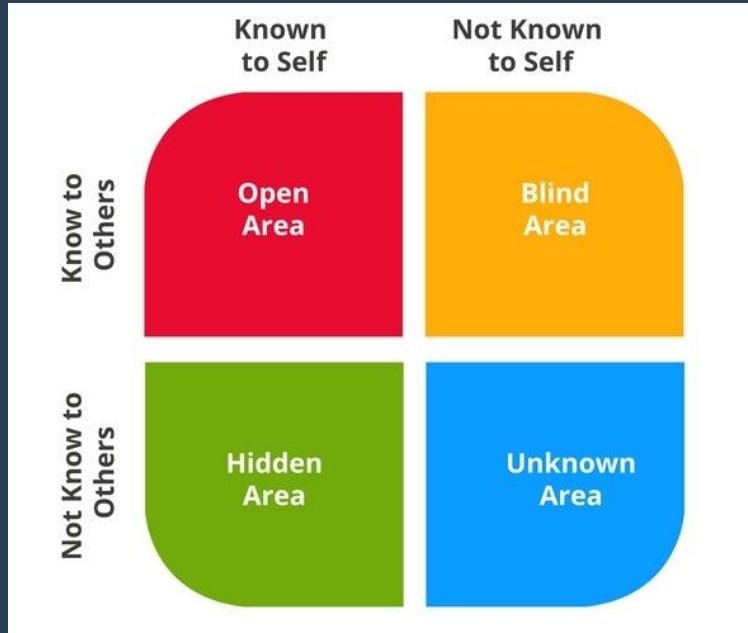 Known
to Self
Not Known
to Self
Know to
Others
Open
Area
Blind
Area
Not Know to
Others
Hidden
Area
Unknown
Area